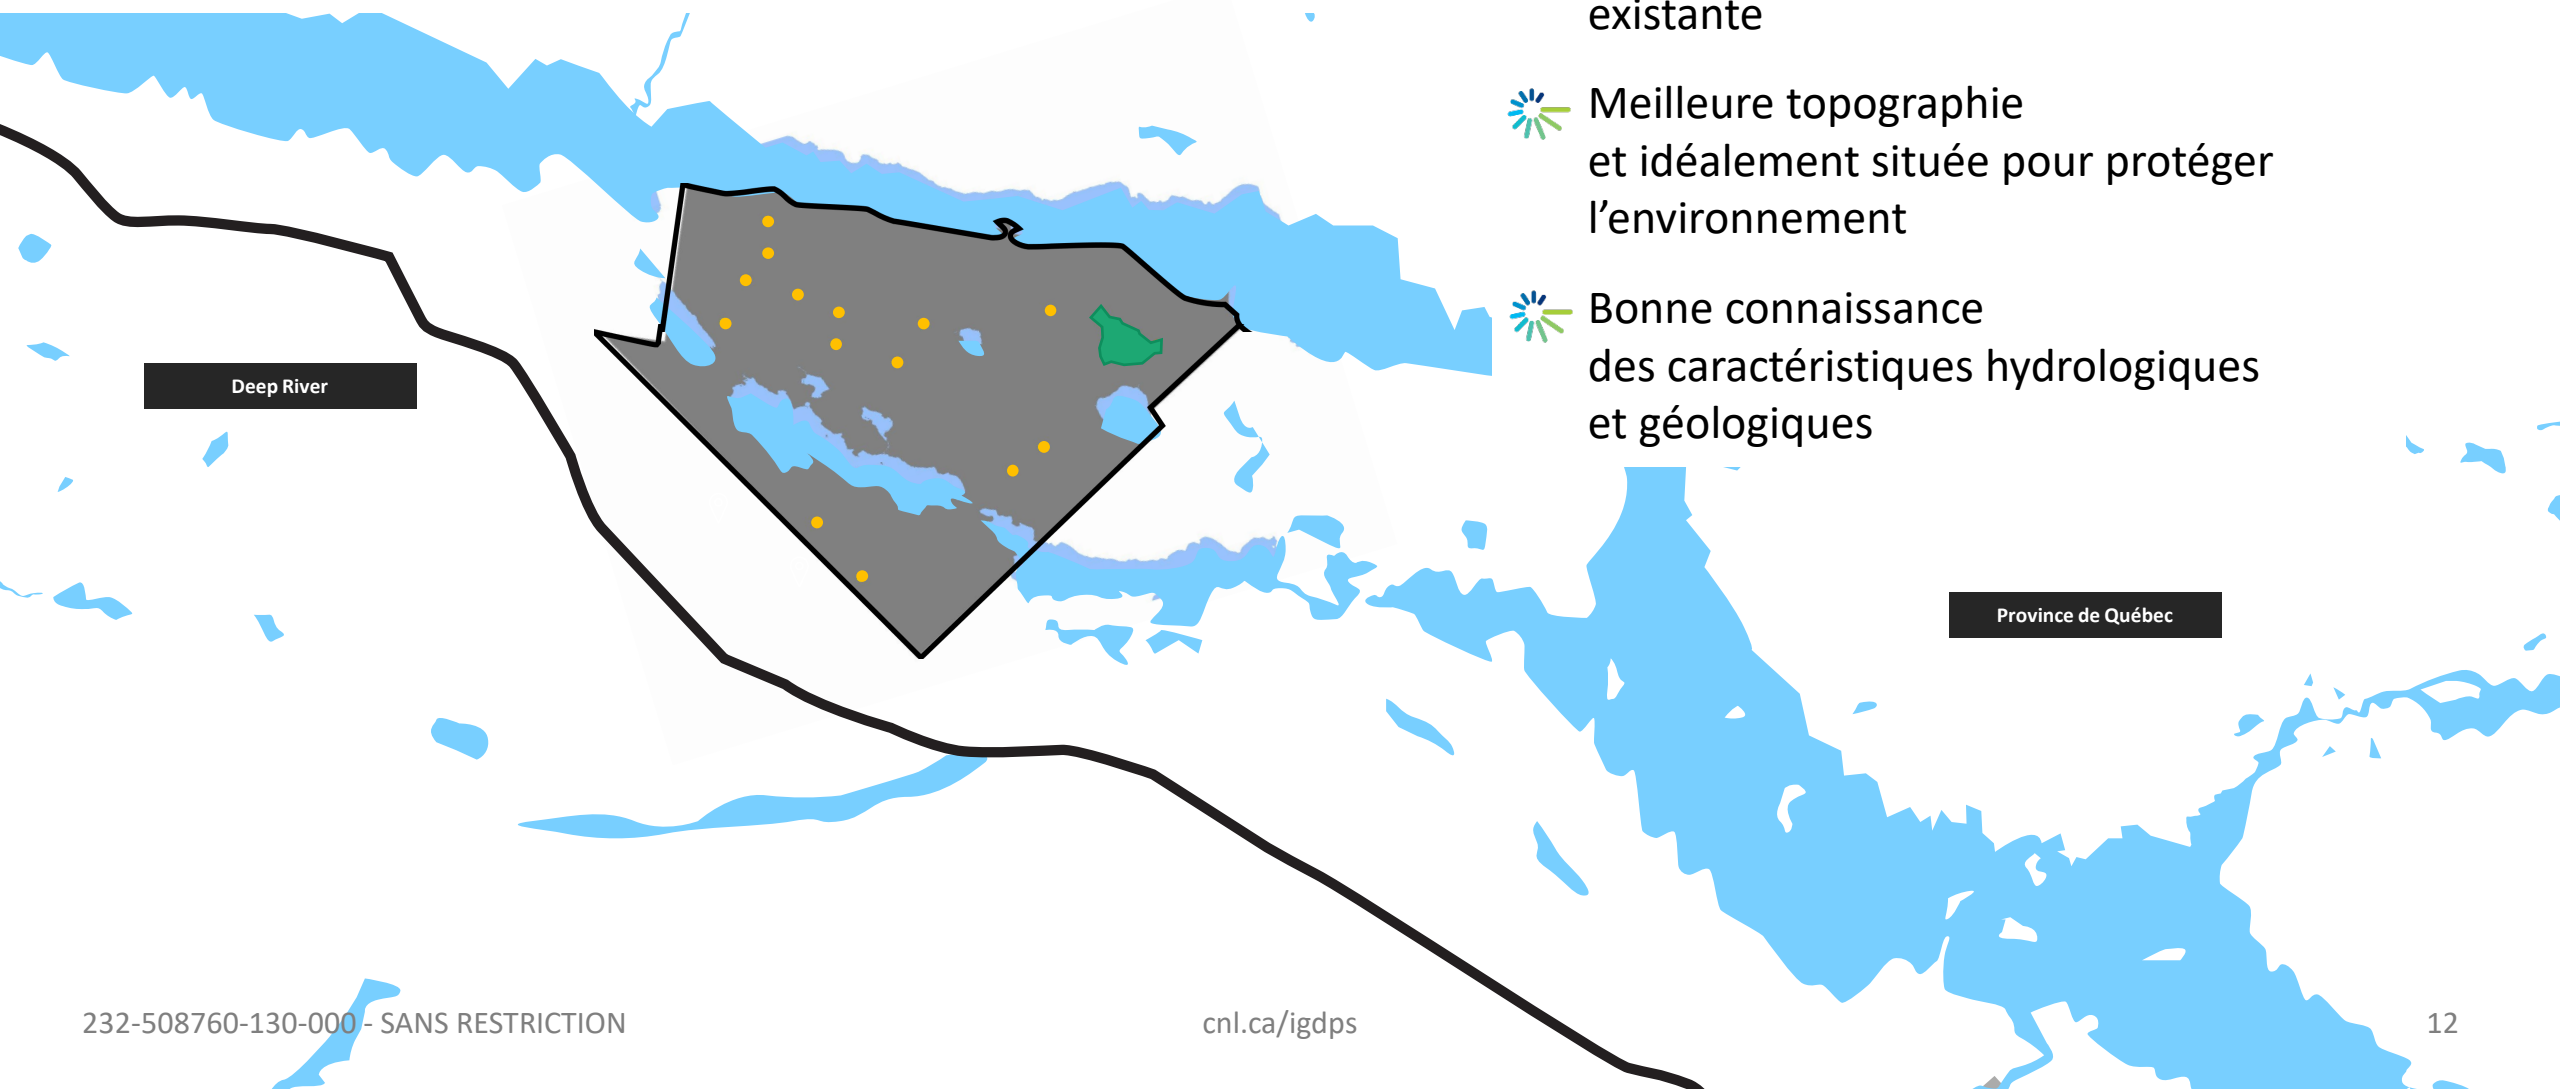 existante
Meilleure topographie
et idéalement située pour protéger
l’environnement
Bonne connaissance
des caractéristiques hydrologiques
et géologiques
Deep River
Province de Québec
232-508760-130-000 - SANS RESTRICTION
cnl.ca/igdps
12